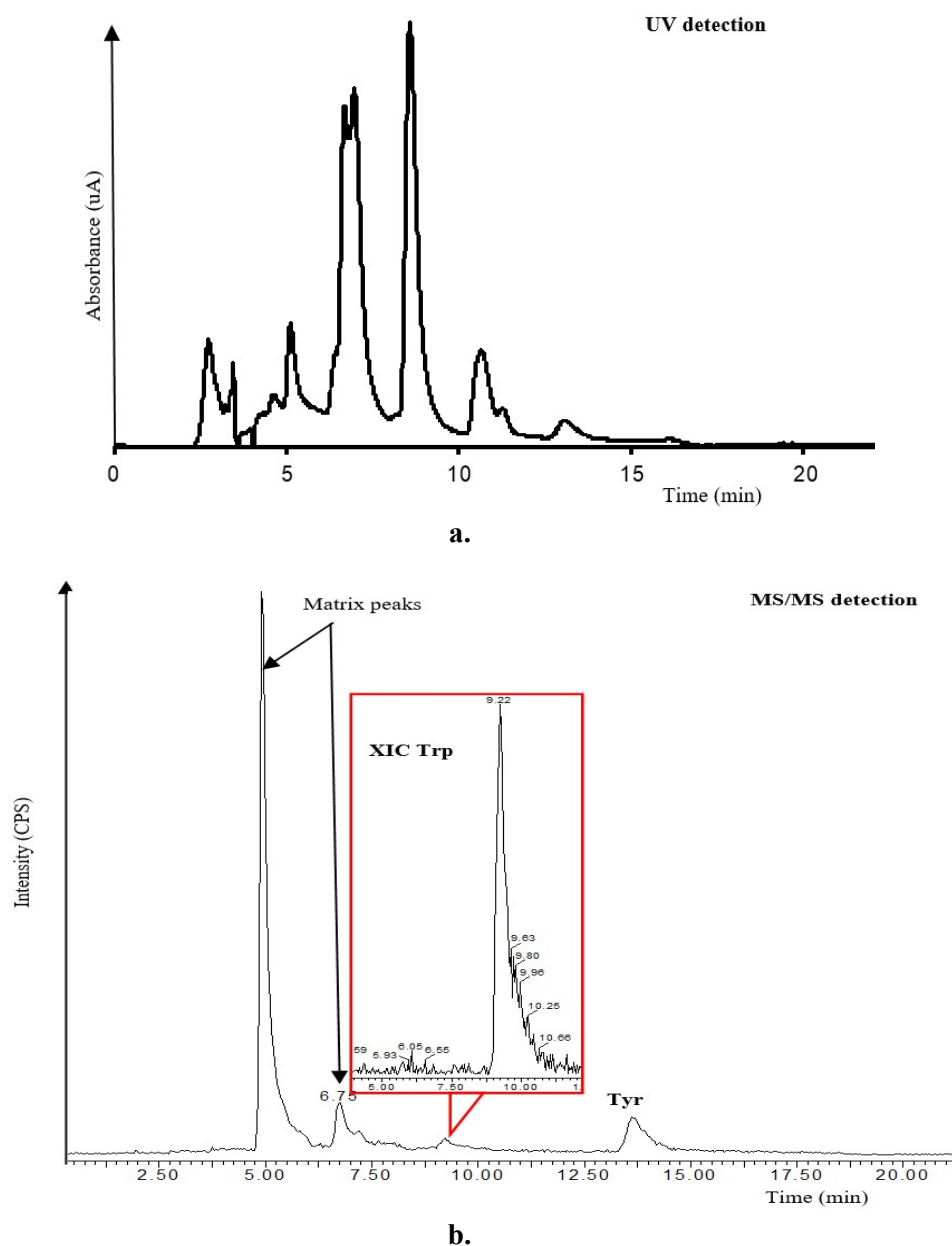 UV detection
Absorbance (uA)
0 5 10 15 20
Time (min)
a.
MS/MS detection
Matrix peaks
9.22
XIC Trp
Intensity (CPS)
9.63
9.80
9.96
10.25
10.66
59 5.93 6.05 6.55
5.00 7.50 10.00
6.75
Tyr
2.50 5.00 7.50 10.00 12.50 15.00 17.50 20.00
Time (min)
b.